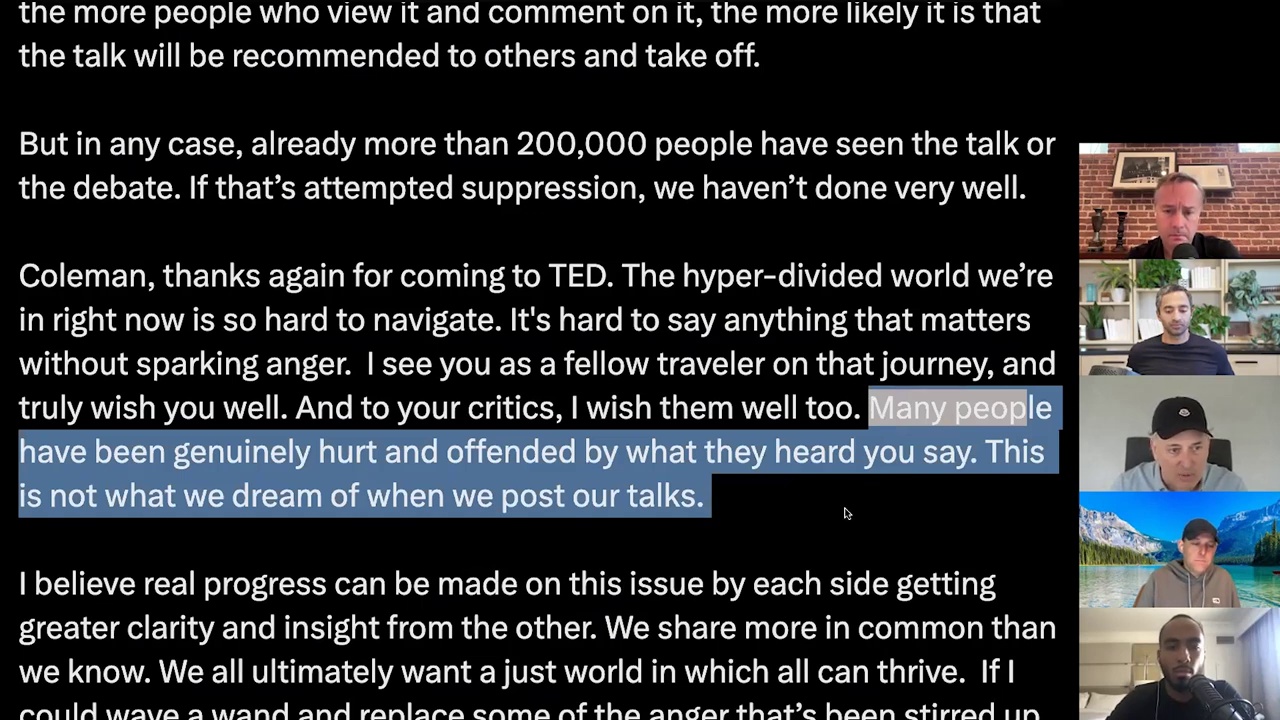 the more people who view it and comment on it, the more likely it is that
the talk will be recommended to others and take off.
But in any case, already more than 200,000 people have seen the talk or
the debate. If that’s attempted suppression, we haven’t done very well.
Coleman, thanks again for coming to TED. The hyper-divided world we’re
in right now is so hard to navigate. It's hard to say anything that matters
without sparking anger.  I see you as a fellow traveler on that journey, and
truly wish you well. And to your critics, I wish them well too. Many people
have been genuinely hurt and offended by what they heard you say. This
is not what we dream of when we post our talks.
I believe real progress can be made on this issue by each side getting
greater clarity and insight from the other. We share more in common than
we know. We all ultimately want a just world in which all can thrive.  If I
could wave a wand and replace some of the anger that’s been stirred up